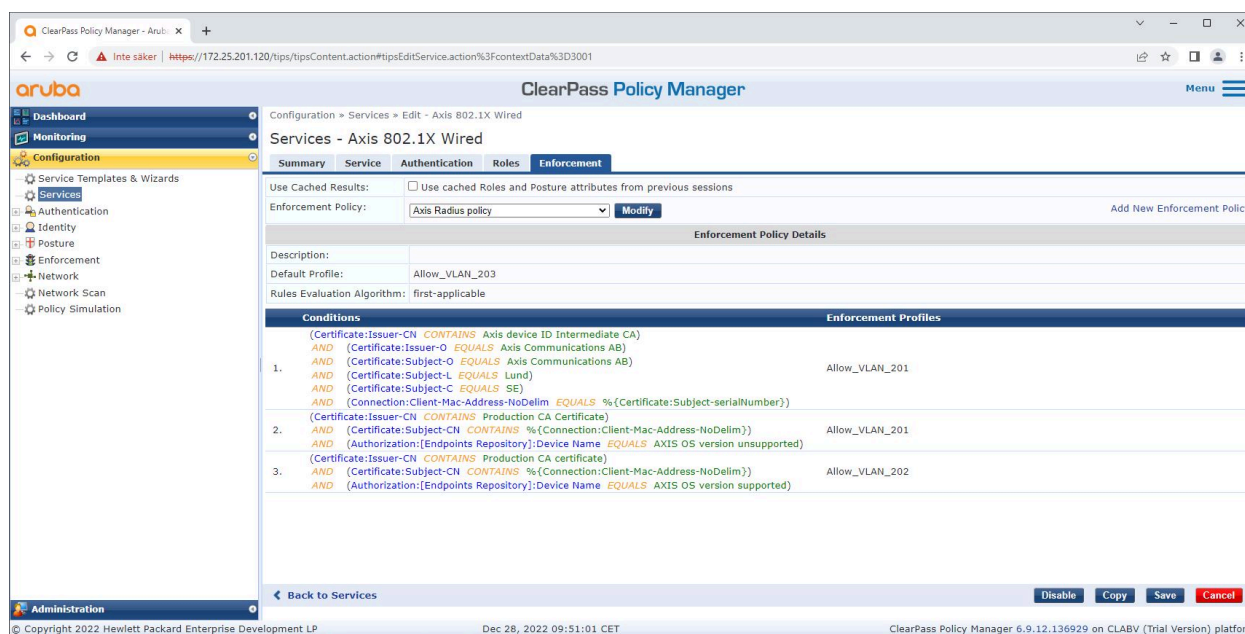 ClearPass Policy Manager - Arub
Inte säker | https://172.25.201.120/tips/tipsContent.action#tipsEditService.action%3FcontextData%3D3001
aruba
ClearPass Policy Manager
Menu
Dashboard
Monitoring
Configuration
Service Templates & Wizards
Services
Authentication
Identity
Posture
Enforcement
Network
Network Scan
Policy Simulation
Administration
Configuration » Services » Edit - Axis 802.1X Wired
Services - Axis 802.1X Wired
Summary Service Authentication Roles Enforcement
Use Cached Results: Use cached Roles and Posture attributes from previous sessions
Enforcement Policy: Axis Radius policy Modify Add New Enforcement Polic
Enforcement Policy Details
Description:
Default Profile: Allow_VLAN_203
Rules Evaluation Algorithm: first-applicable
Conditions Enforcement Profiles
(Certificate:Issuer-CN CONTAINS Axis device ID Intermediate CA)
AND (Certificate:Issuer-O EQUALS Axis Communications AB)
AND (Certificate:Subject-O EQUALS Axis Communications AB)
1. AND (Certificate:Subject-L EQUALS Lund) Allow_VLAN_201
AND (Certificate:Subject-C EQUALS SE)
AND (Connection:Client-Mac-Address-NoDelim EQUALS %{Certificate:Subject-serialNumber})
(Certificate:Issuer-CN CONTAINS Production CA Certificate)
2. AND (Certificate:Subject-CN CONTAINS %{Connection:Client-Mac-Address-NoDelim}) Allow_VLAN_201
AND (Authorization:[Endpoints Repository]:Device Name EQUALS AXIS OS version unsupported)
(Certificate:Issuer-CN CONTAINS Production CA certificate)
3. AND (Certificate:Subject-CN CONTAINS %{Connection:Client-Mac-Address-NoDelim}) Allow_VLAN_202
AND (Authorization:[Endpoints Repository]:Device Name EQUALS AXIS OS version supported)
Back to Services Disable Copy Save Cancel
© Copyright 2022 Hewlett Packard Enterprise Development LP Dec 28, 2022 09:51:01 CET ClearPass Policy Manager 6.9.12.136929 on CLABV (Trial Version) platfor